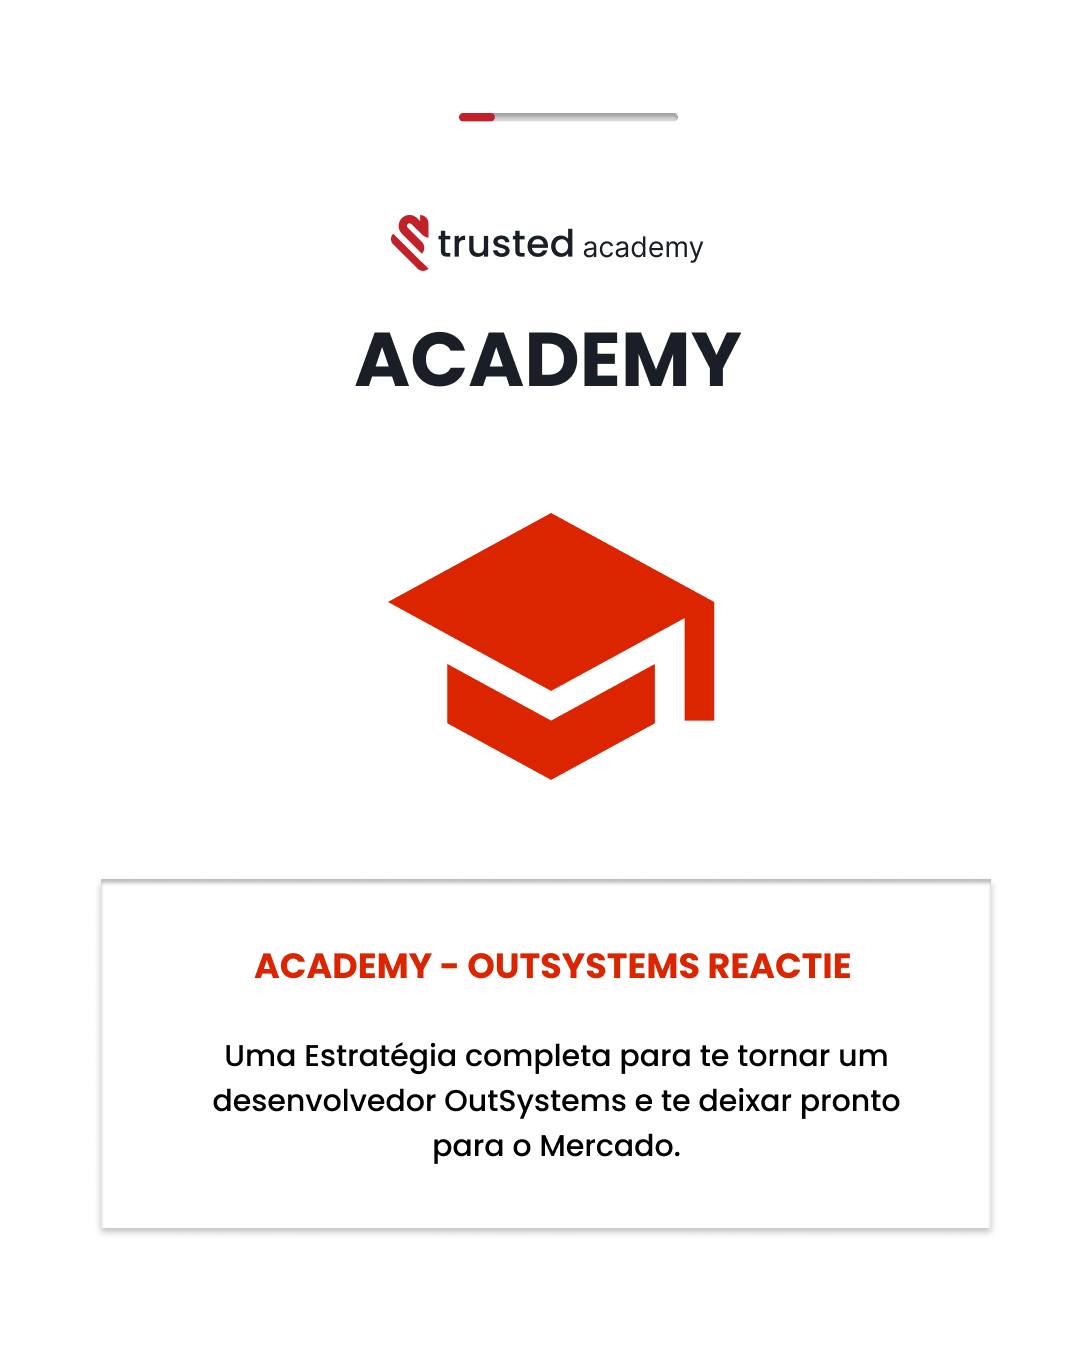 trusted academy
ACADEMY
ACADEMY - OUTSYSTEMS REACTIE
Uma Estratégia completa para te tornar um
desenvolvedor OutSystems e te deixar pronto
para o Mercado.